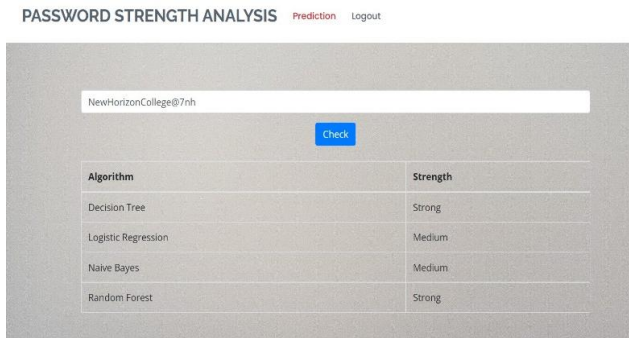 PASSWORD STRENGTH ANALYSIS Prediction Logout
NewHorizonCollege@7nh
Check
Algorithm Strength
Decision Tree Strong
Logistic Regression Medium
Naive Bayes Medium
Random Forest Strong